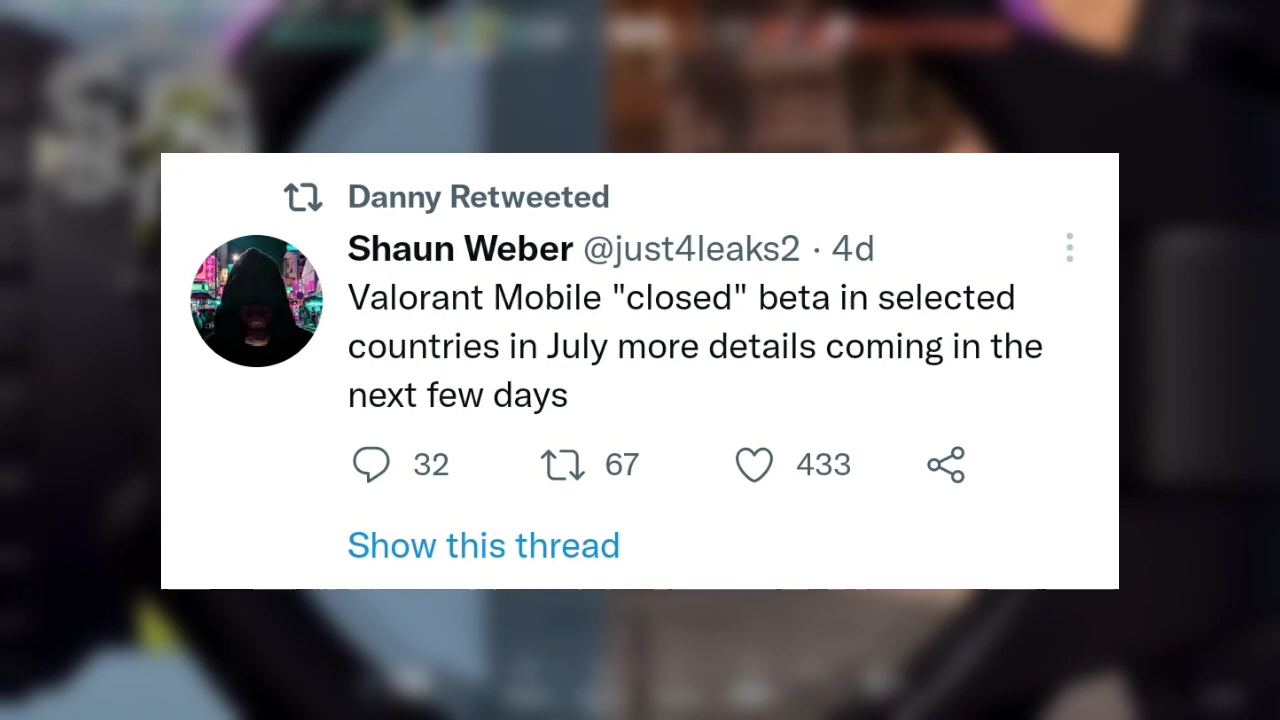 Danny Retweeted
Shaun Weber @just4leaks2 · 4d
Valorant Mobile "closed" beta in selected
countries in July more details coming in the
next few days
32 67 433
Show this thread